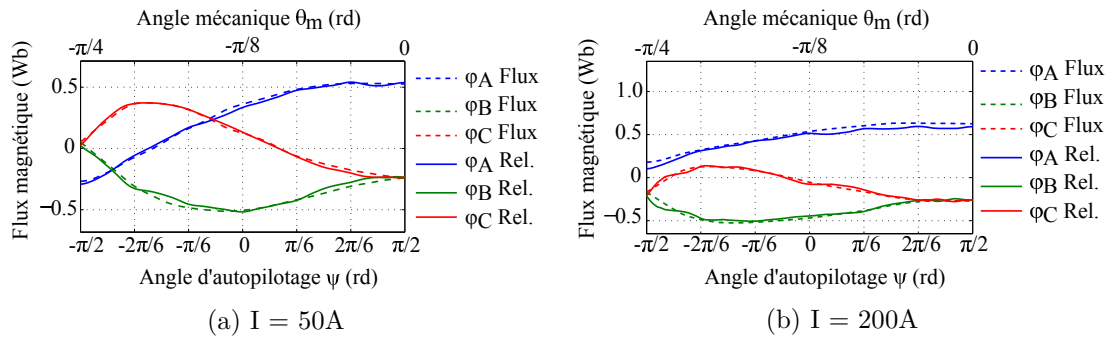 Angle mécanique θm (rd)
-π/4
-π/8
0
Flux magnétique (Wb)
0.5
0
−0.5
-π/2
-2π/6
-π/6
0
π/6
2π/6
π/2
Angle d'autopilotage ψ (rd)
φA Flux
φB Flux
φC Flux
φA Rel.
φB Rel.
φC Rel.
(a) I = 50A
Angle mécanique θm (rd)
-π/4
-π/8
0
Flux magnétique (Wb)
1.0
0.5
0
−0.5
-π/2
-2π/6
-π/6
0
π/6
2π/6
π/2
Angle d'autopilotage ψ (rd)
φA Flux
φB Flux
φC Flux
φA Rel.
φB Rel.
φC Rel.
(b) I = 200A